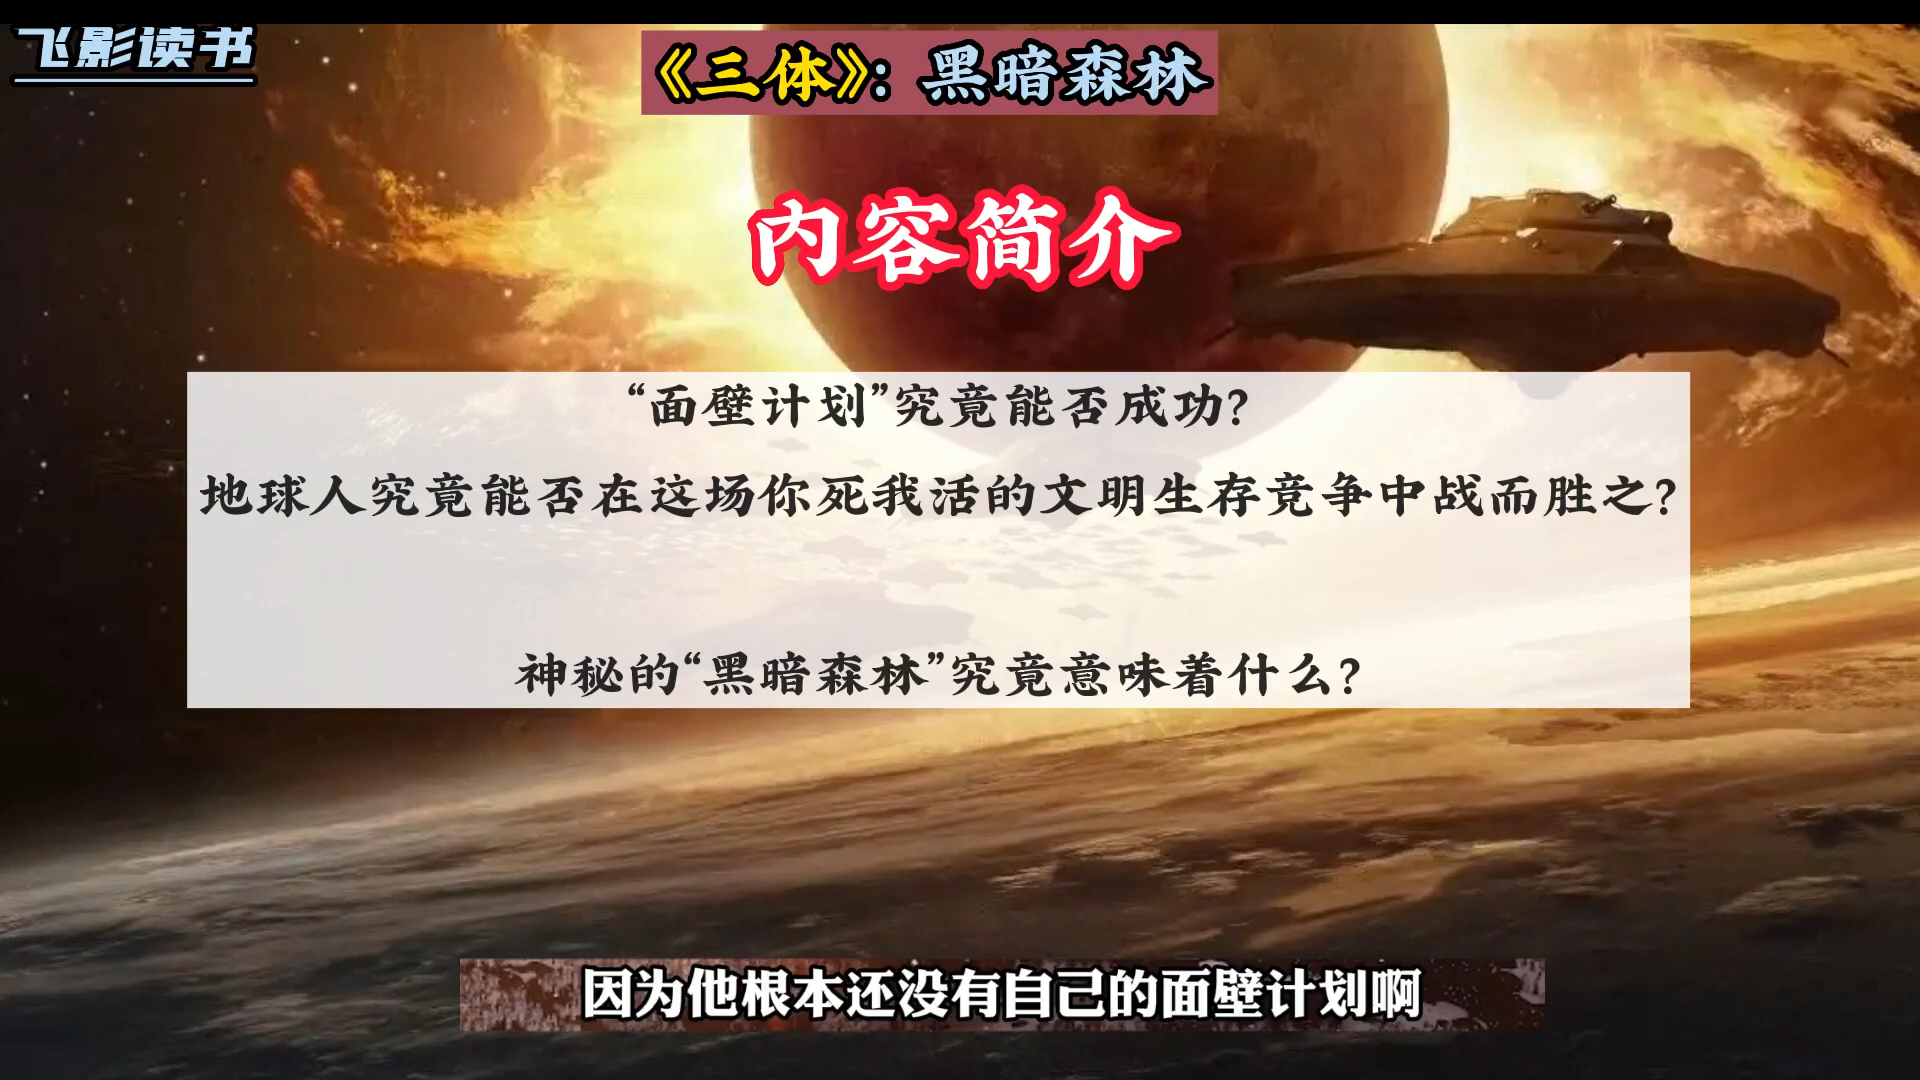 飞影读书
《三体》：黑暗森林
内容简介
“面壁计划”究竟能否成功？
地球人究竟能否在这场你死我活的文明生存竞争中战而胜之？
神秘的“黑暗森林”究竟意味着什么？
因为他根本还没有自己的面壁计划啊